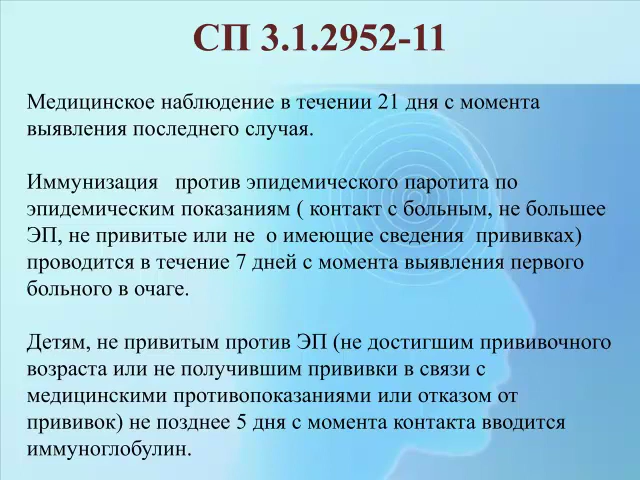 СП 3.1.2952-11
Медицинское наблюдение в течении 21 дня с момента
выявления последнего случая.
Иммунизация против эпидемического паротита по
эпидемическим показаниям ( контакт с больным, не большее
ЭП, не привитые или не о имеющие сведения прививках)
проводится в течение 7 дней с момента выявления первого
больного в очаге.
Детям, не привитым против ЭП (не достигшим прививочного
возраста или не получившим прививки в связи с
медицинскими противопоказаниями или отказом от
прививок) не позднее 5 дня с момента контакта вводится
иммуноглобулин.